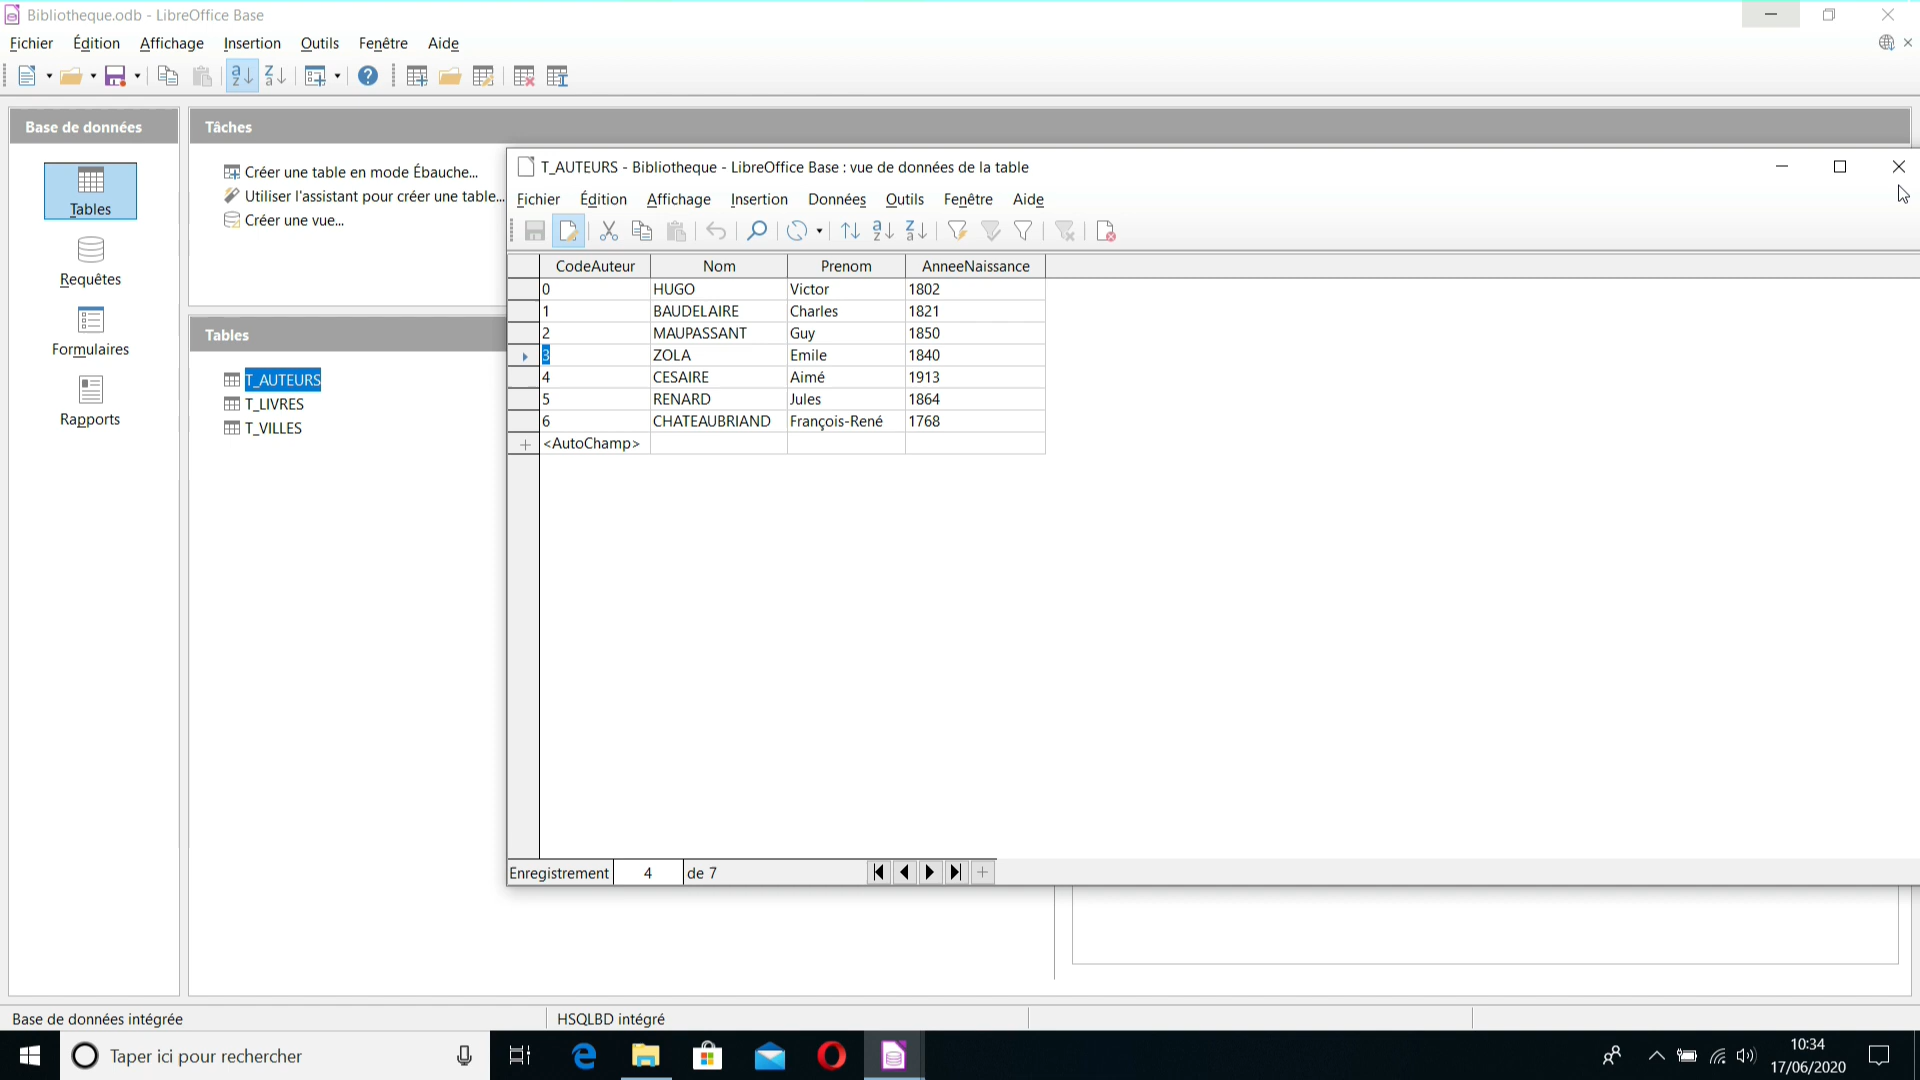 Bibliotheque.odb - LibreOffice Base
Fichier Édition Affichage Insertion Outils Fenêtre Aide
Base de données
Tables
Requêtes
Formulaires
Rapports
Tâches
Créer une table en mode Ébauche...
Utiliser l'assistant pour créer une table...
Créer une vue...
Tables
T_AUTEURS
T_LIVRES
T_VILLES
T_AUTEURS - Bibliotheque - LibreOffice Base : vue de données de la table
Fichier Édition Affichage Insertion Données Outils Fenêtre Aide
CodeAuteur Nom Prenom AnneeNaissance
0 HUGO Victor 1802
1 BAUDELAIRE Charles 1821
2 MAUPASSANT Guy 1850
3 ZOLA Emile 1840
4 CESAIRE Aimé 1913
5 RENARD Jules 1864
6 CHATEAUBRIAND François-René 1768
<AutoChamp>
Enregistrement 4 de 7
Base de données intégrée HSQLBD intégré
Taper ici pour rechercher
10:34
17/06/2020